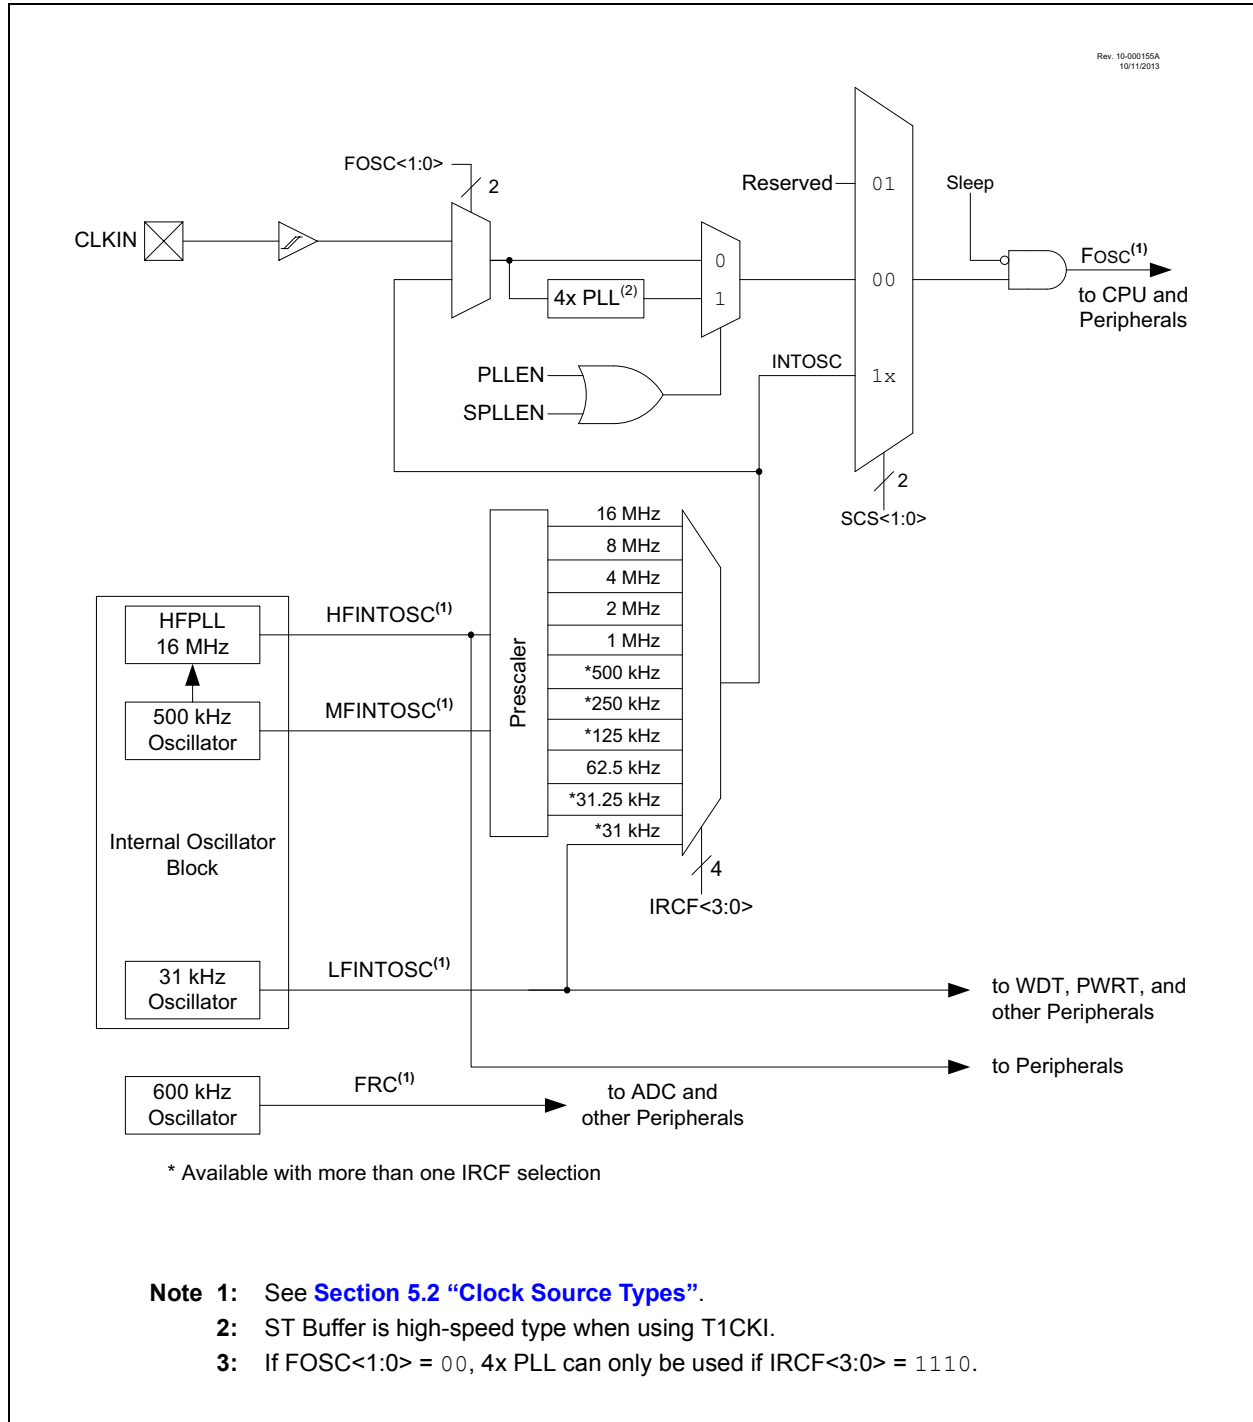 Rev. 10-000155A
10/11/2013
FOSC<1:0>
2
Reserved
01
Sleep
CLKIN
0
FOSC(1)
4x PLL(2)
1
00
to CPU and
Peripherals
PLLEN
SPLLEN
INTOSC
1x
2
SCS<1:0>
16 MHz
8 MHz
4 MHz
2 MHz
1 MHz
*500 kHz
*250 kHz
*125 kHz
62.5 kHz
*31.25 kHz
*31 kHz
HFPLL
16 MHz
HFINTOSC(1)
Prescaler
500 kHz
Oscillator
MFINTOSC(1)
Internal Oscillator
Block
4
IRCF<3:0>
31 kHz
Oscillator
LFINTOSC(1)
to WDT, PWRT, and
other Peripherals
to Peripherals
600 kHz
Oscillator
FRC(1)
to ADC and
other Peripherals
* Available with more than one IRCF selection
Note 1: See Section 5.2 “Clock Source Types”.
2: ST Buffer is high-speed type when using T1CKI.
3: If FOSC<1:0> = 00, 4x PLL can only be used if IRCF<3:0> = 1110.